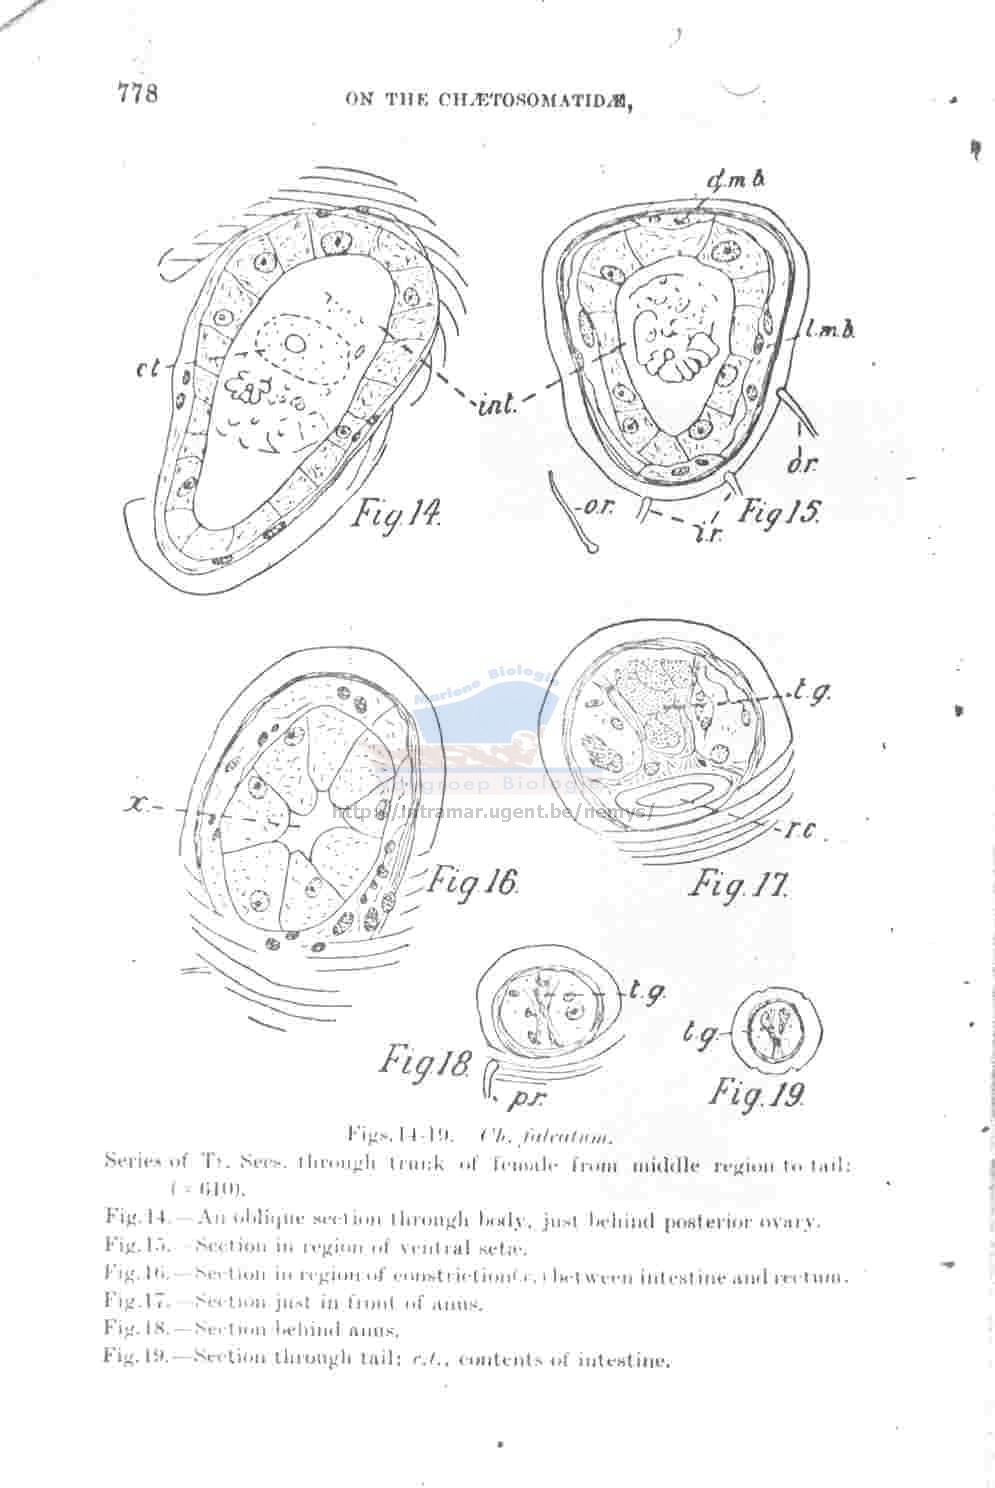 778
ON THE CHÆTOSOMATIDÆ,
d.m.b.
l.m.b.
c.t
int.
o.r.
Fig.14.
o.r.
i.r.
Fig.15.
t.g.
x.
r.c.
Fig.16.
Fig.17.
t.g.
t.g.
Fig.18.
p.r.
Fig.19.
Mariene Biologie
Vakgroep Biologie
http://intramar.ugent.be/nemys/
Figs.14-19. Ch. falcatum.
Series of Tr. Secs. through trunk of female from middle region to tail;
(× 640).
Fig.14.—An oblique section through body, just behind posterior ovary.
Fig.15.—Section in region of ventral setæ.
Fig.16.—Section in region of constriction(x.) between intestine and rectum.
Fig.17.—Section just in front of anus.
Fig.18.—Section behind anus.
Fig.19.—Section through tail; c.t., contents of intestine.